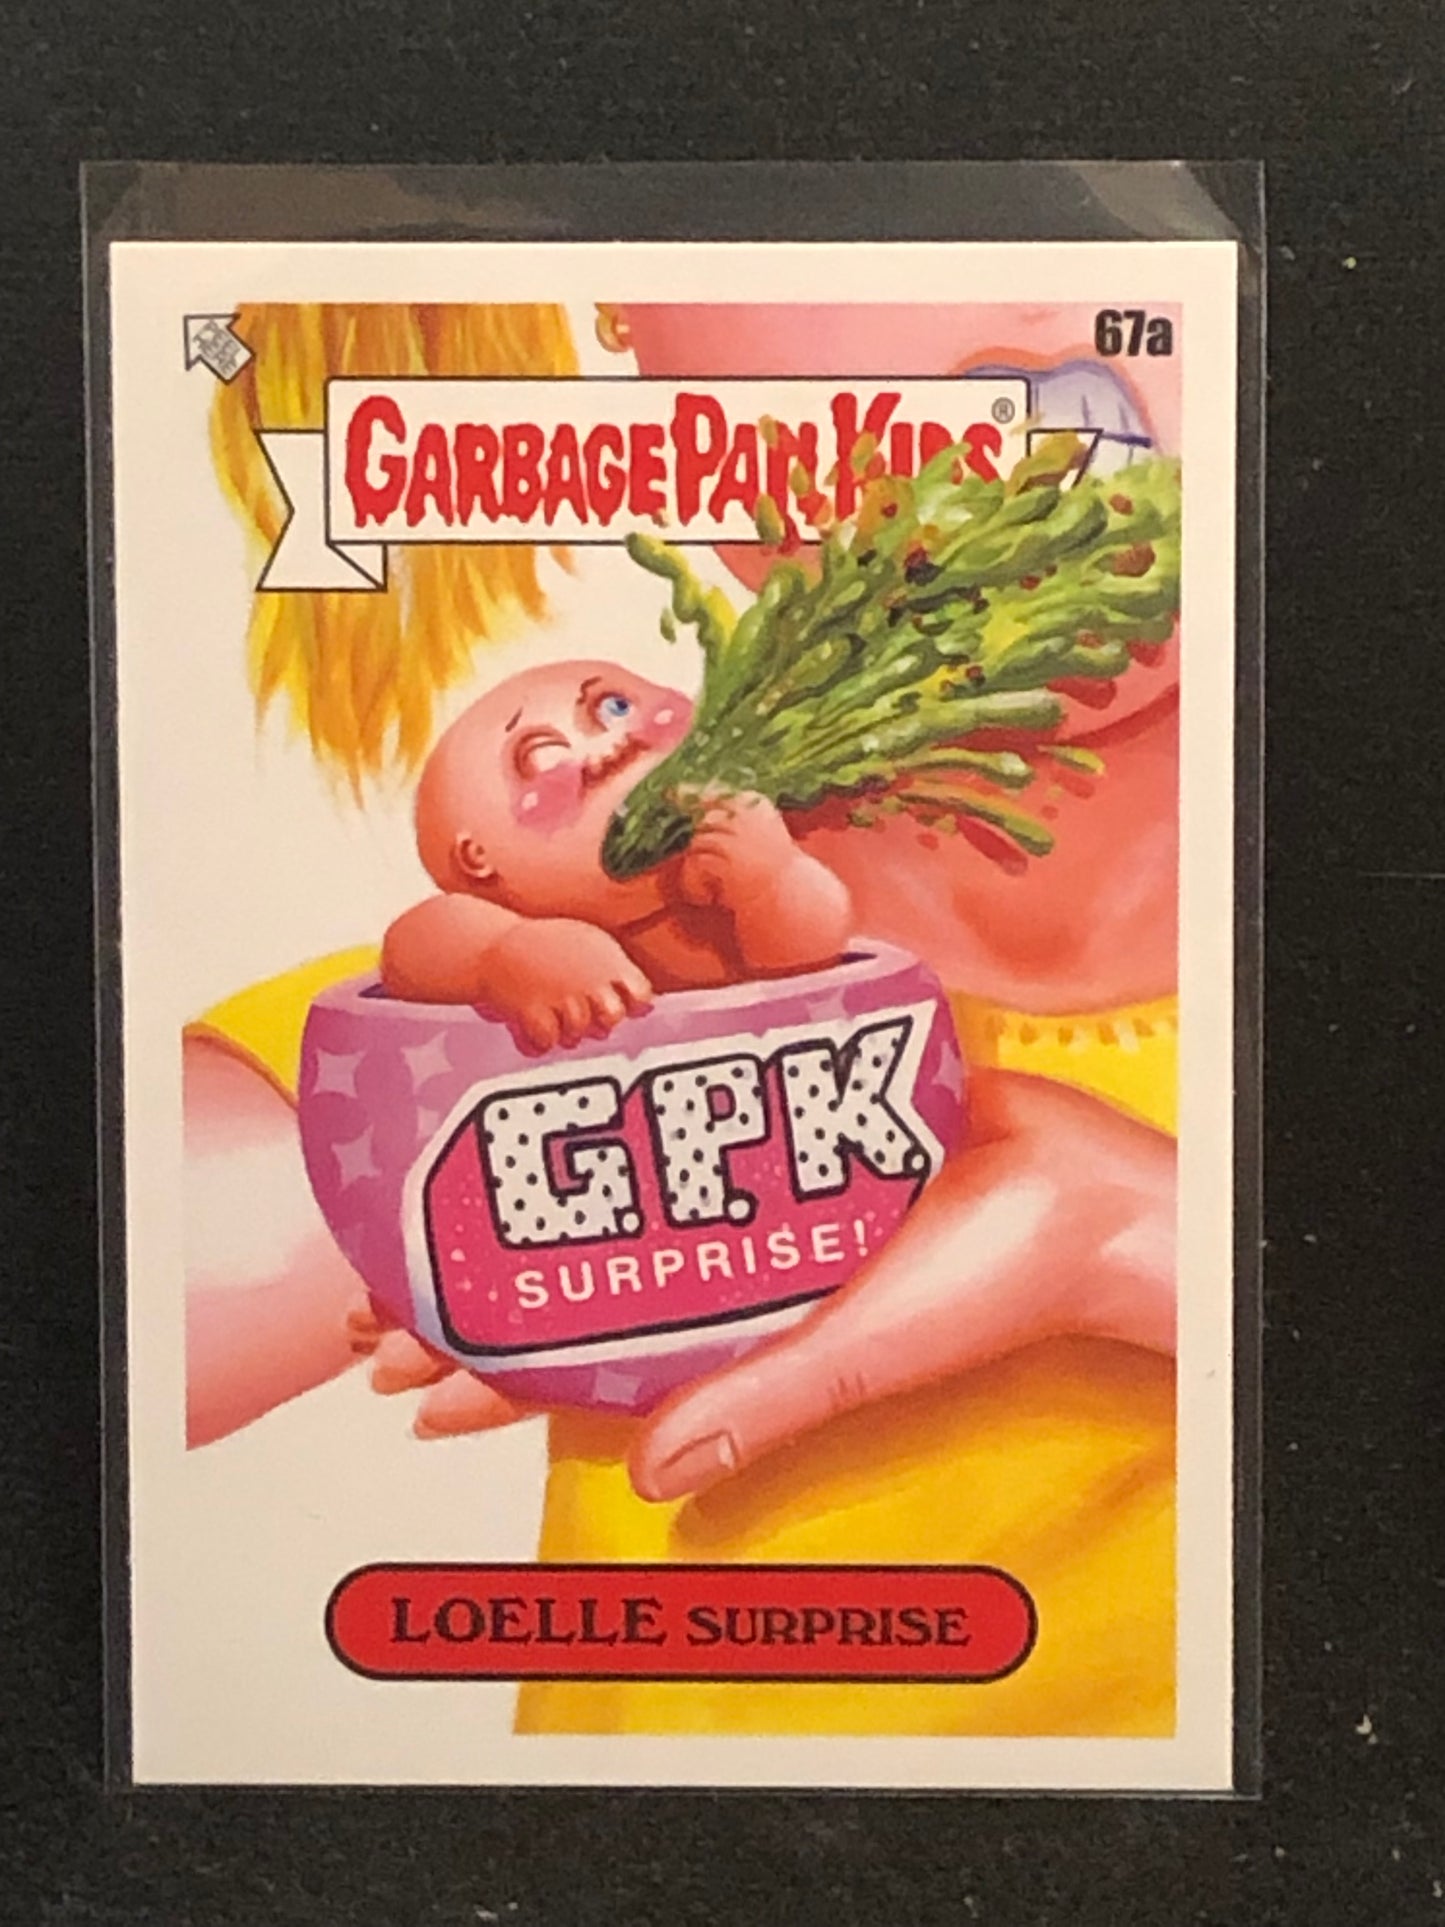 67a
GARBAGE PAIL KIDS®
G.P.K.
SURPRISE!
LOELLE SURPRISE